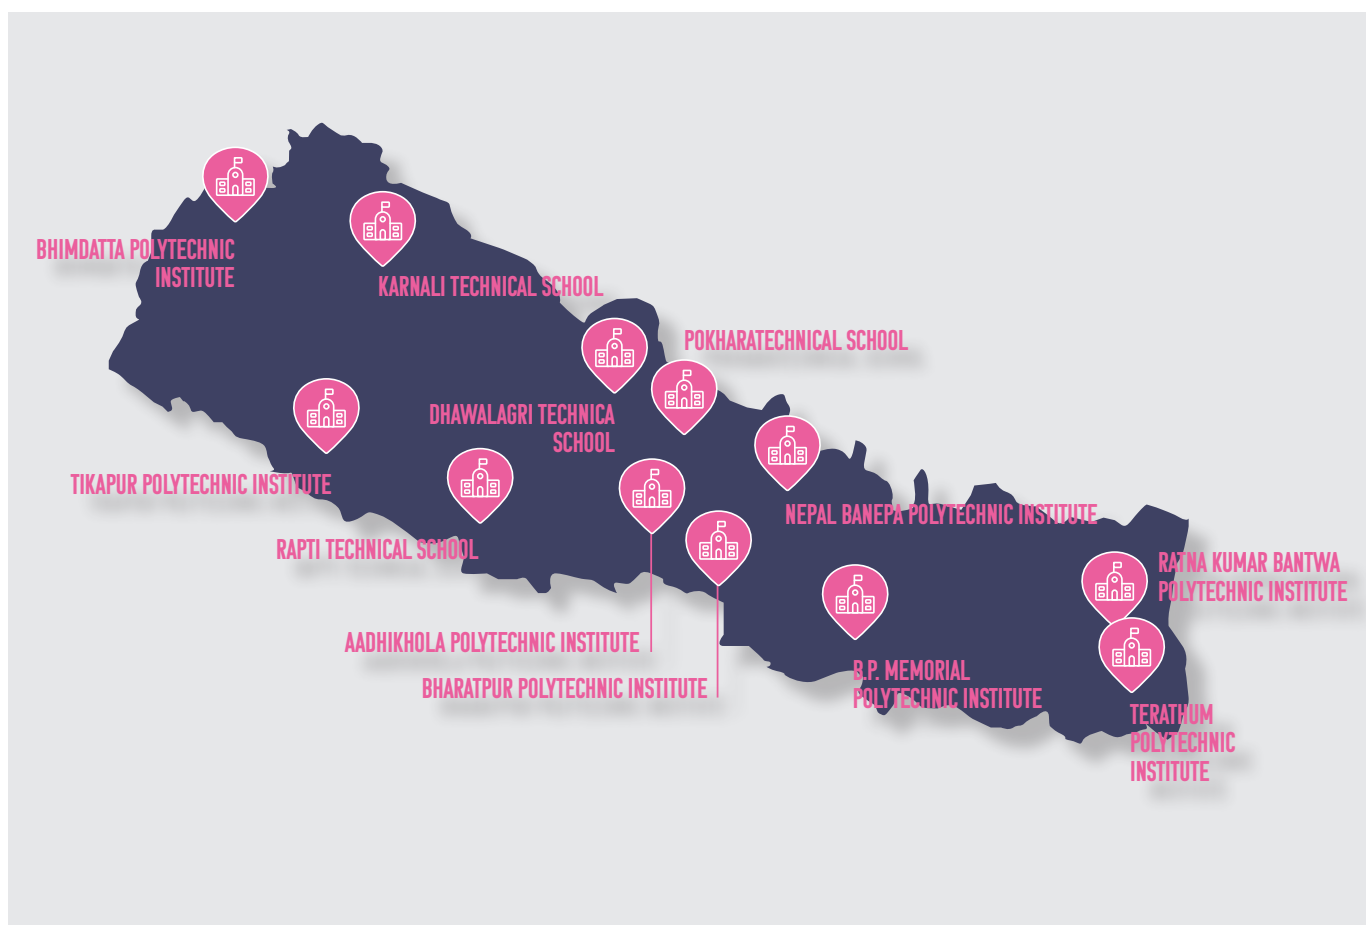 BHIMDATTA POLYTECHNIC
INSTITUTE
KARNALI TECHNICAL SCHOOL
POKHARATECHNICAL SCHOOL
DHAWALAGRI TECHNICA
SCHOOL
TIKAPUR POLYTECHNIC INSTITUTE
NEPAL BANEPA POLYTECHNIC INSTITUTE
RAPTI TECHNICAL SCHOOL
RATNA KUMAR BANTWA
POLYTECHNIC INSTITUTE
AADHIKHOLA POLYTECHNIC INSTITUTE
BHARATPUR POLYTECHNIC INSTITUTE
B.P. MEMORIAL
POLYTECHNIC INSTITUTE
TERATHUM
POLYTECHNIC
INSTITUTE